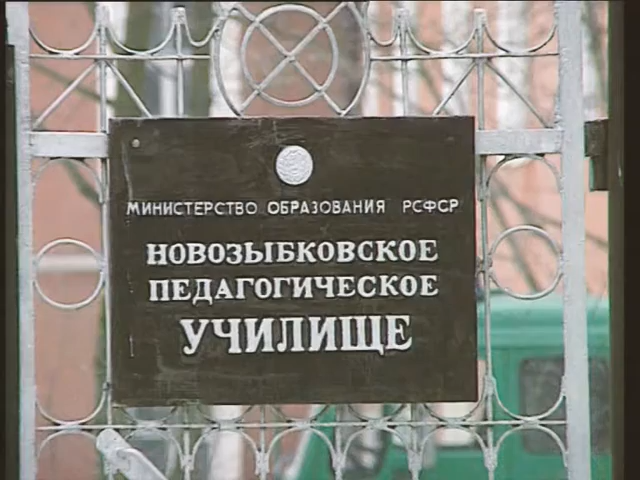 МИНИСТЕРСТВО ОБРАЗОВАНИЯ РСФСР
НОВОЗЫБКОВСКОЕ
ПЕДАГОГИЧЕСКОЕ
УЧИЛИЩЕ